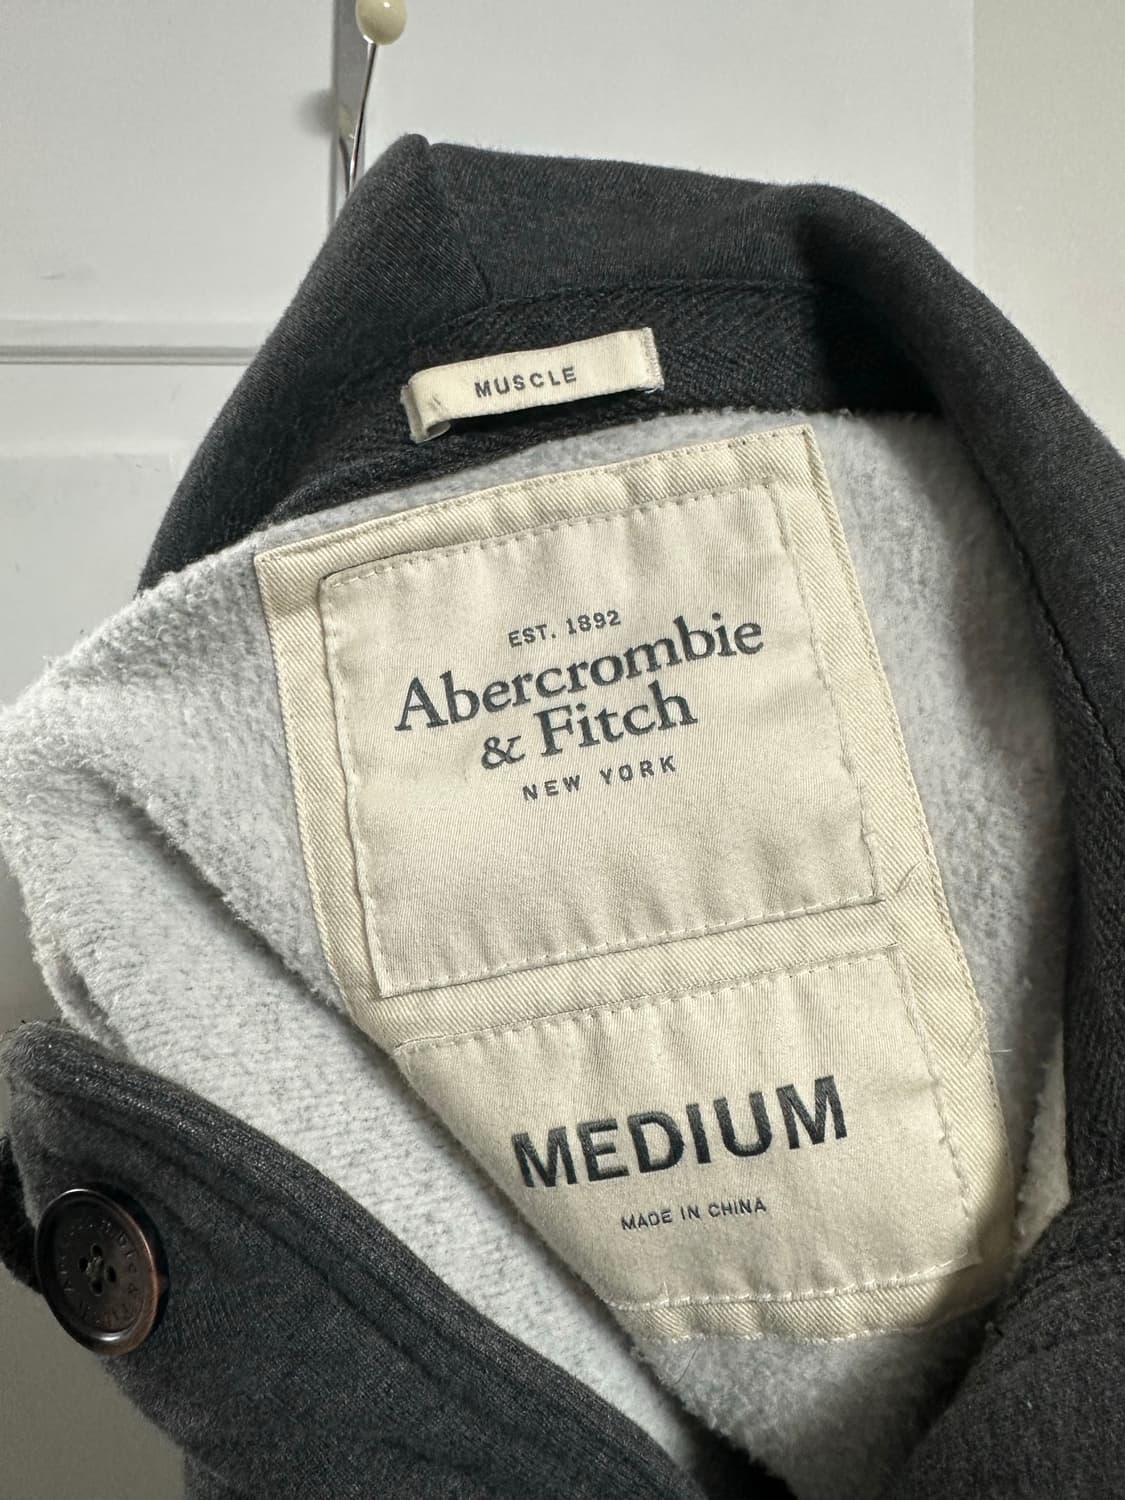 MUSCLE
EST. 1892
Abercrombie
& Fitch
NEW YORK
MEDIUM
MADE IN CHINA